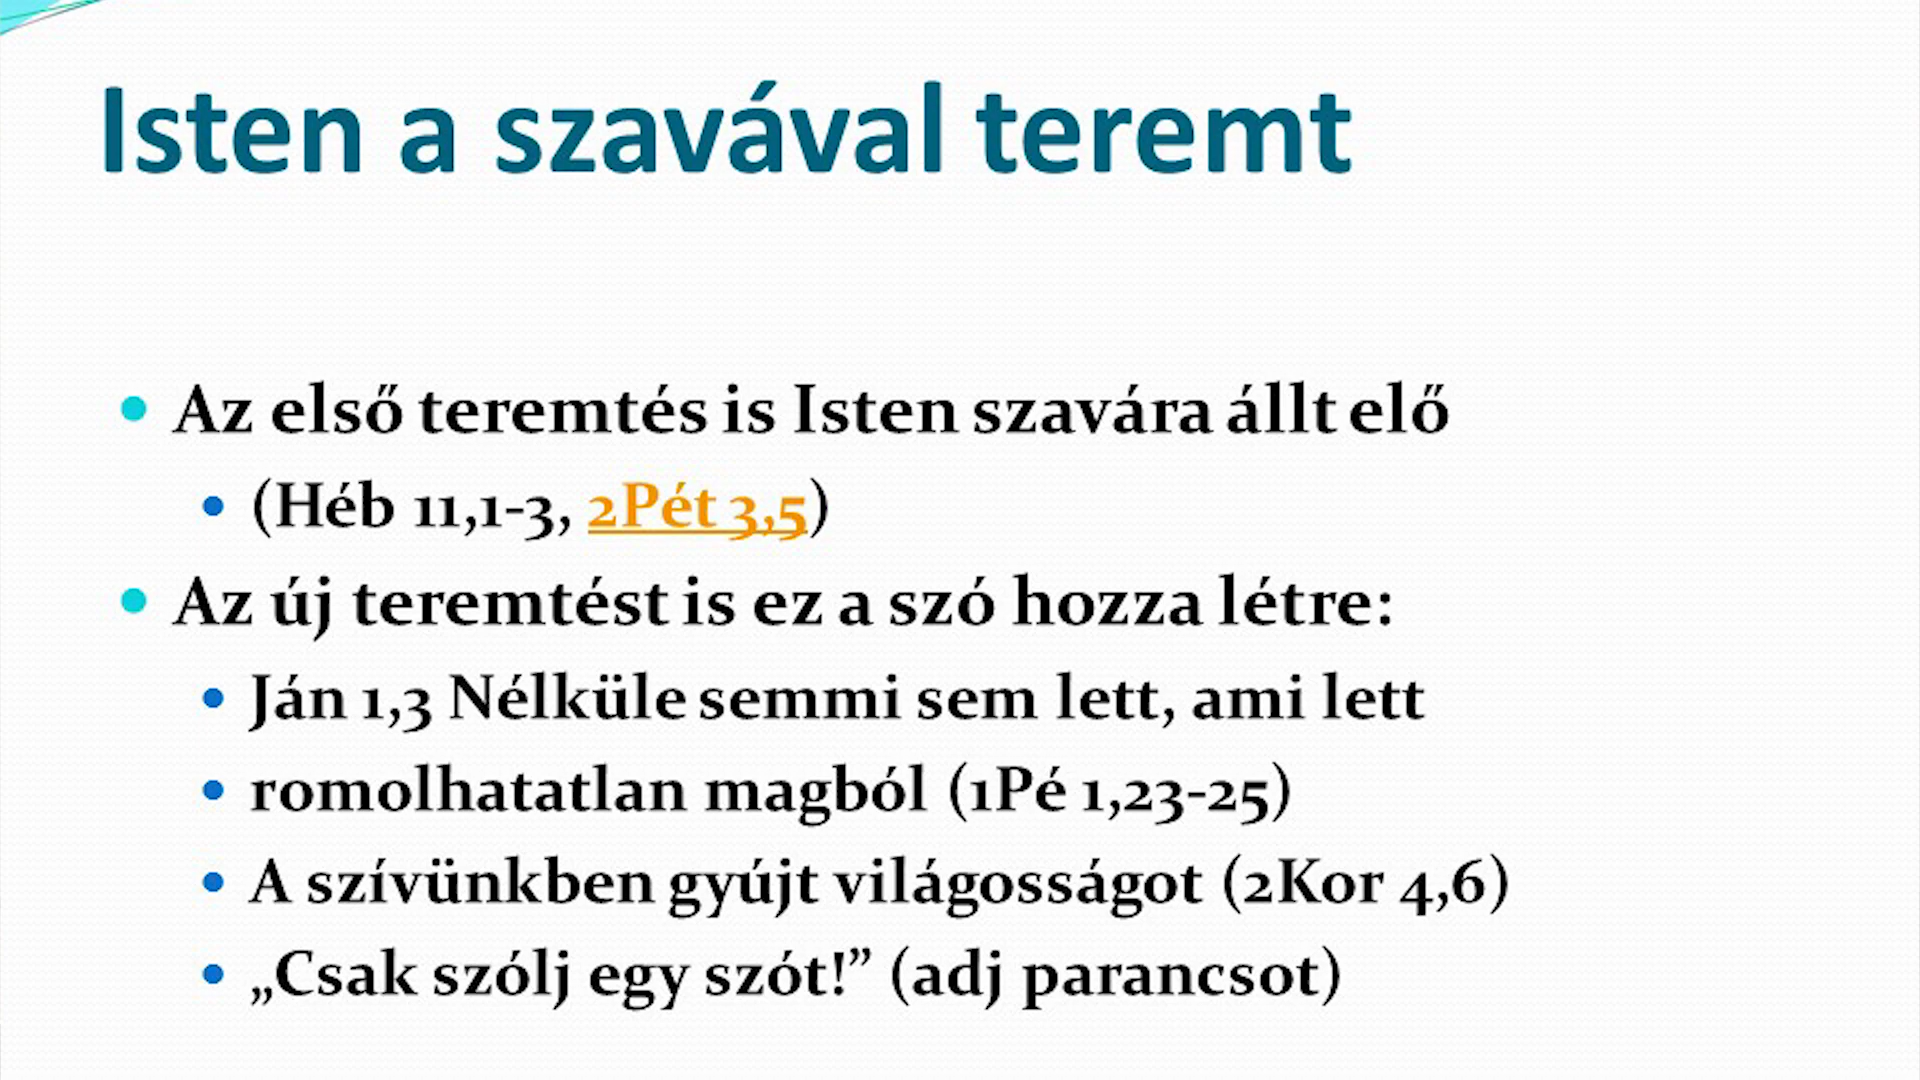 Isten a szavával teremt
Az első teremtés is Isten szavára állt elő
(Héb 11,1-3, 2Pét 3,5)
Az új teremtést is ez a szó hozza létre:
Ján 1,3 Nélküle semmi sem lett, ami lett
romolhatatlan magból (1Pé 1,23-25)
A szívünkben gyújt világosságot (2Kor 4,6)
„Csak szólj egy szót!” (adj parancsot)